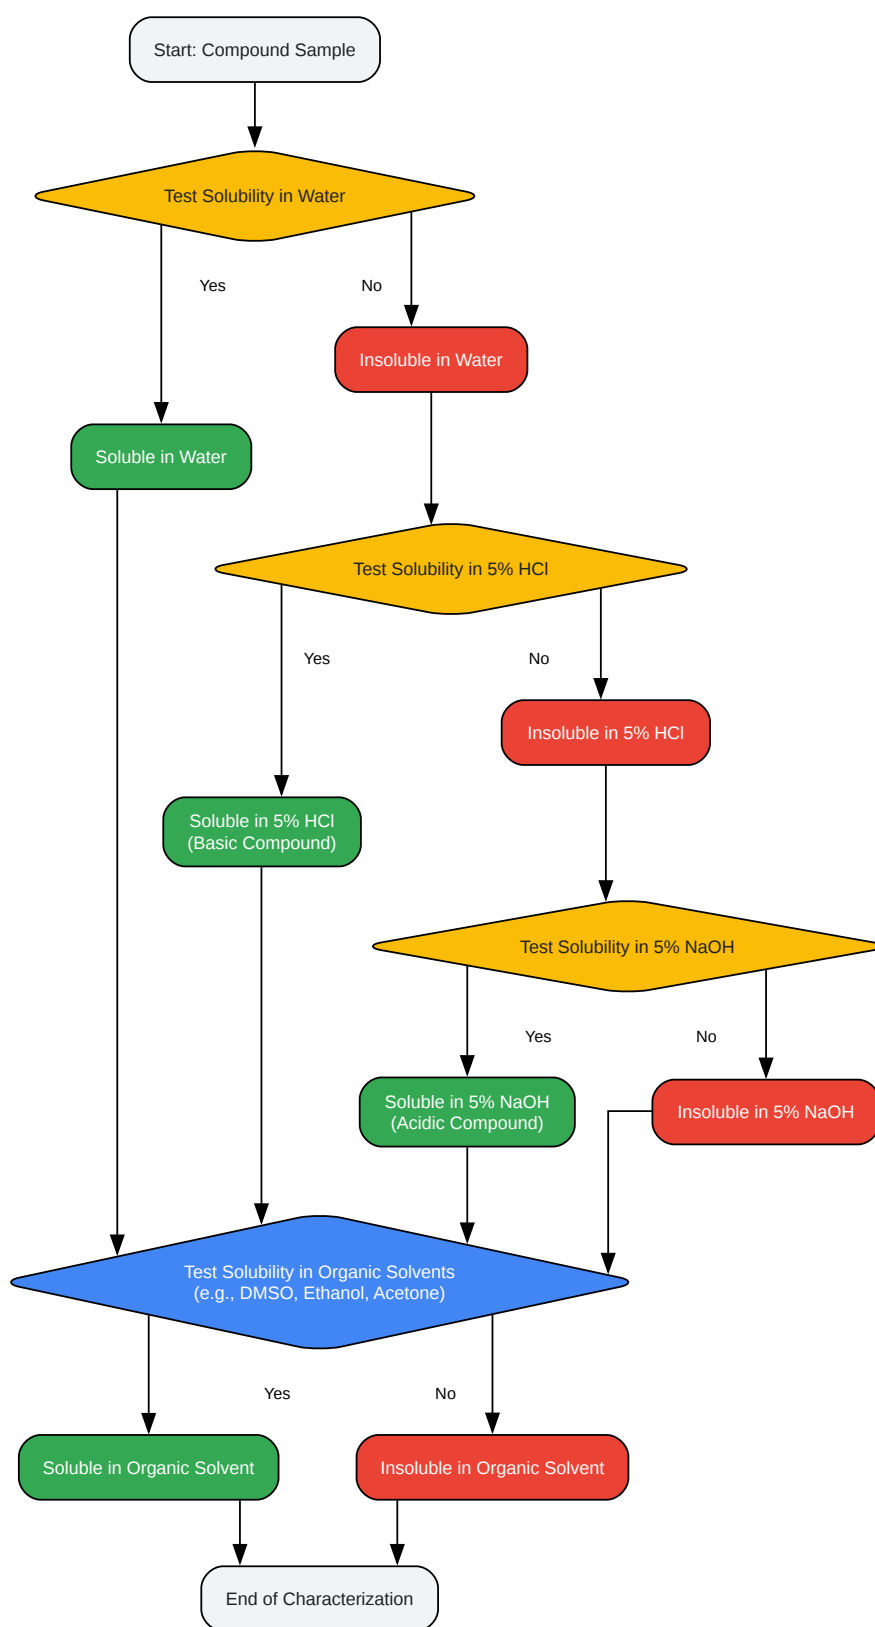 Start: Compound Sample
Test Solubility in Water
Yes
No
Insoluble in Water
Soluble in Water
Test Solubility in 5% HCl
Yes
No
Insoluble in 5% HCl
Soluble in 5% HCl
(Basic Compound)
Test Solubility in 5% NaOH
Yes
No
Soluble in 5% NaOH
(Acidic Compound)
Insoluble in 5% NaOH
Test Solubility in Organic Solvents
(e.g., DMSO, Ethanol, Acetone)
Yes
No
Soluble in Organic Solvent
Insoluble in Organic Solvent
End of Characterization